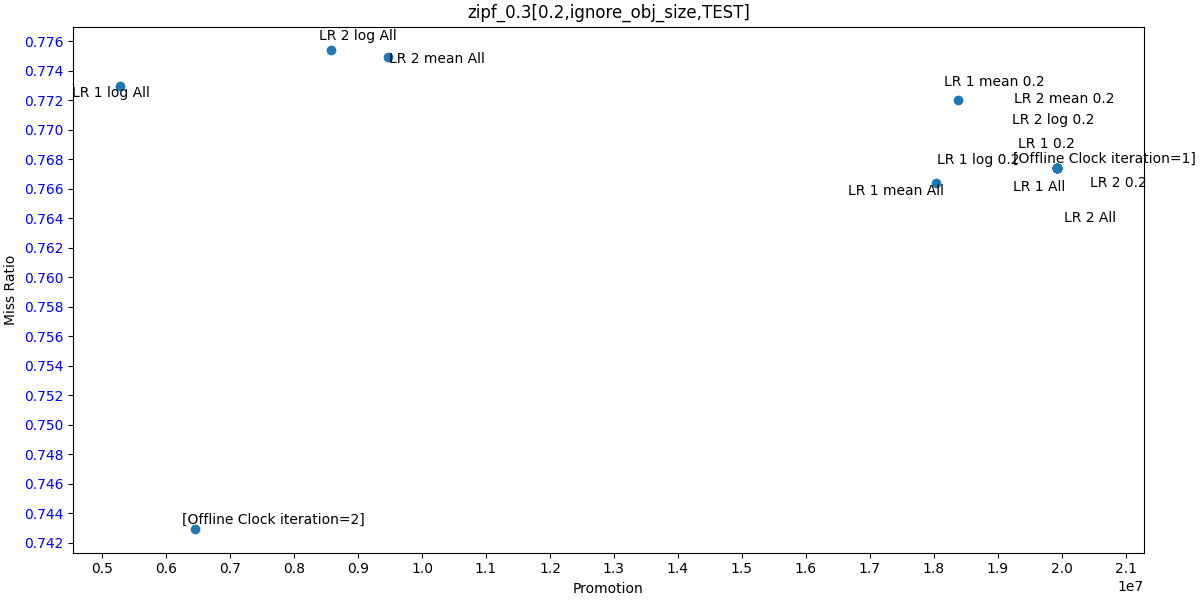 zipf_0.3[0.2,ignore_obj_size,TEST]
0.776
0.774
0.772
0.770
0.768
0.766
0.764
0.762
0.760
0.758
0.756
0.754
0.752
0.750
0.748
0.746
0.744
0.742
Miss Ratio
LR 2 log All
LR 2 mean All
LR 1 log All
LR 1 mean 0.2
LR 2 mean 0.2
LR 2 log 0.2
LR 1 0.2
LR 1 log 0.2
[Offline Clock iteration=1]
LR 1 mean All
LR 1 All
LR 2 0.2
LR 2 All
[Offline Clock iteration=2]
0.5 0.6 0.7 0.8 0.9 1.0 1.1 1.2 1.3 1.4 1.5 1.6 1.7 1.8 1.9 2.0 2.1
1e7
Promotion